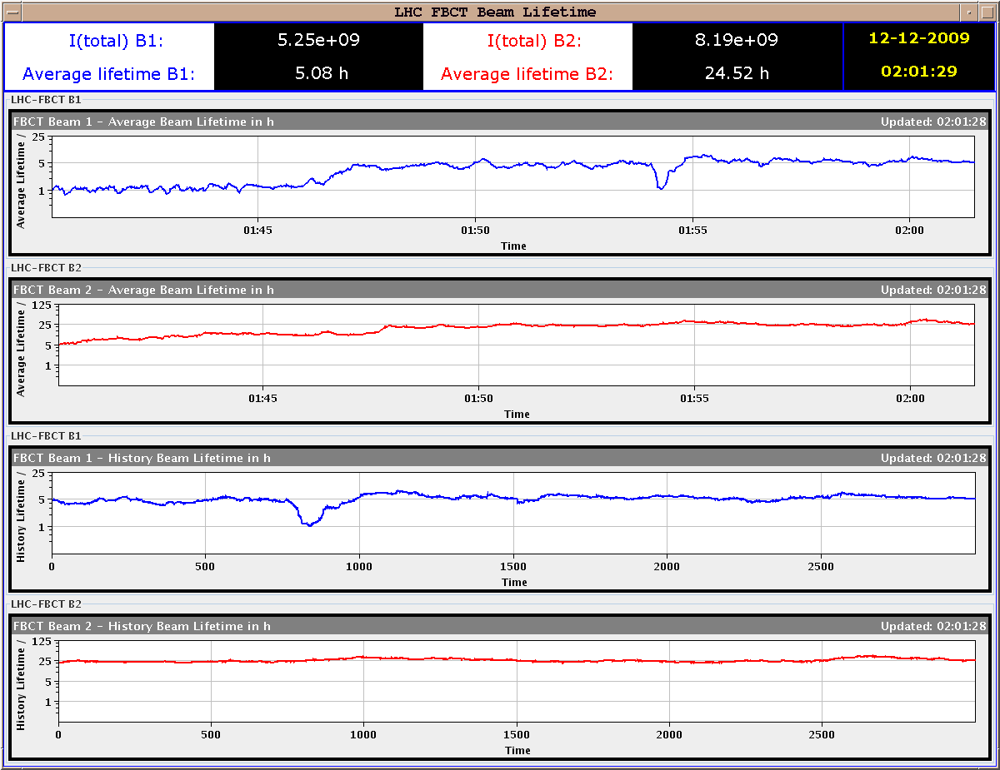 LHC FBCT Beam Lifetime
I(total) B1: 5.25e+09 I(total) B2: 8.19e+09 12-12-2009
Average lifetime B1: 5.08 h Average lifetime B2: 24.52 h 02:01:29
LHC-FBCT B1
FBCT Beam 1 - Average Beam Lifetime in h Updated: 02:01:28
Average Lifetime /
25
5
1
01:45 01:50 01:55 02:00
Time
LHC-FBCT B2
FBCT Beam 2 - Average Beam Lifetime in h Updated: 02:01:28
Average Lifetime /
125
25
5
1
01:45 01:50 01:55 02:00
Time
LHC-FBCT B1
FBCT Beam 1 - History Beam Lifetime in h Updated: 02:01:28
History Lifetime /
25
5
1
0 500 1000 1500 2000 2500
Time
LHC-FBCT B2
FBCT Beam 2 - History Beam Lifetime in h Updated: 02:01:28
History Lifetime /
125
25
5
1
0 500 1000 1500 2000 2500
Time